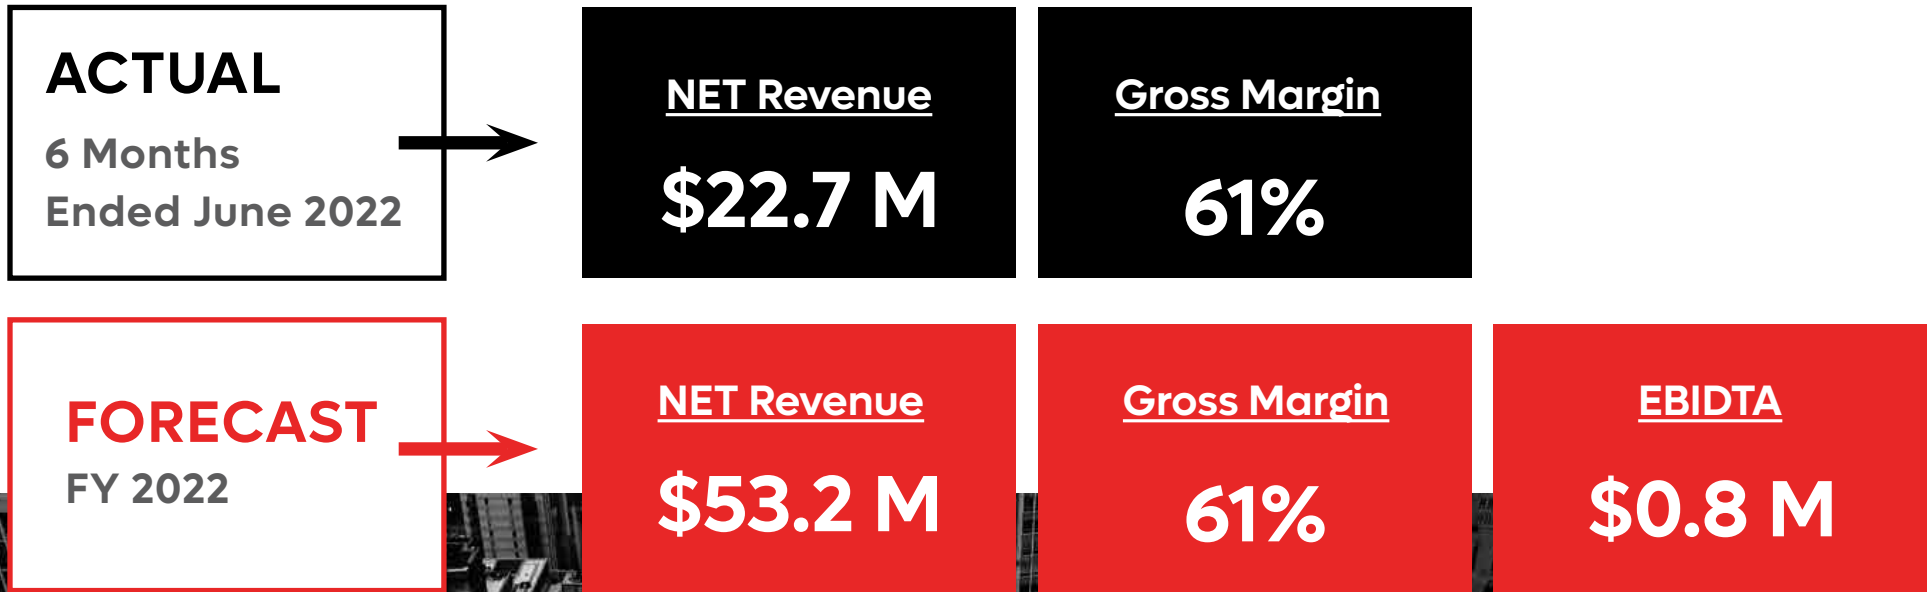 ACTUAL
6 Months
Ended June 2022
NET Revenue
$22.7 M
Gross Margin
61%
FORECAST
FY 2022
NET Revenue
$53.2 M
Gross Margin
61%
EBIDTA
$0.8 M